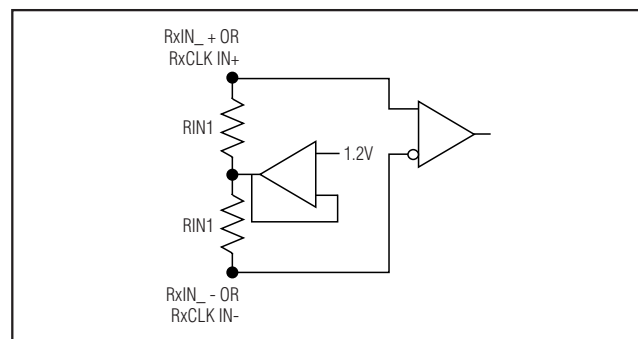 RxIN_ + OR
RxCLK IN+
RIN1
1.2V
RIN1
RxIN_ - OR
RxCLK IN-